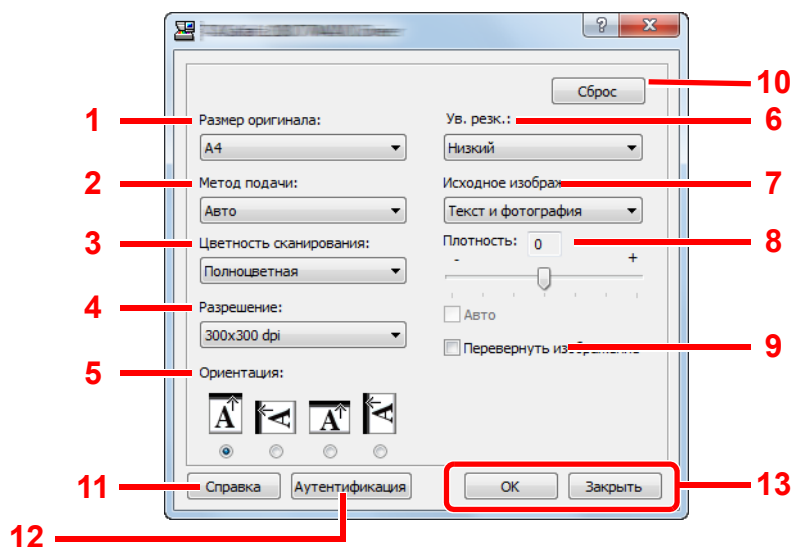 10
Сброс
1
Размер оригинала:
A4
6
Ув. резк.:
Низкий
2
Метод подачи:
Авто
7
Исходное изображ
Текст и фотография
3
Цветность сканирования:
Полноцветная
8
Плотность: 0
- +
Авто
4
Разрешение:
300x300 dpi
9
Перевернуть изображение
5
Ориентация:
A A A A
11
Справка
Аутентификация
OK
Закрыть
13
12